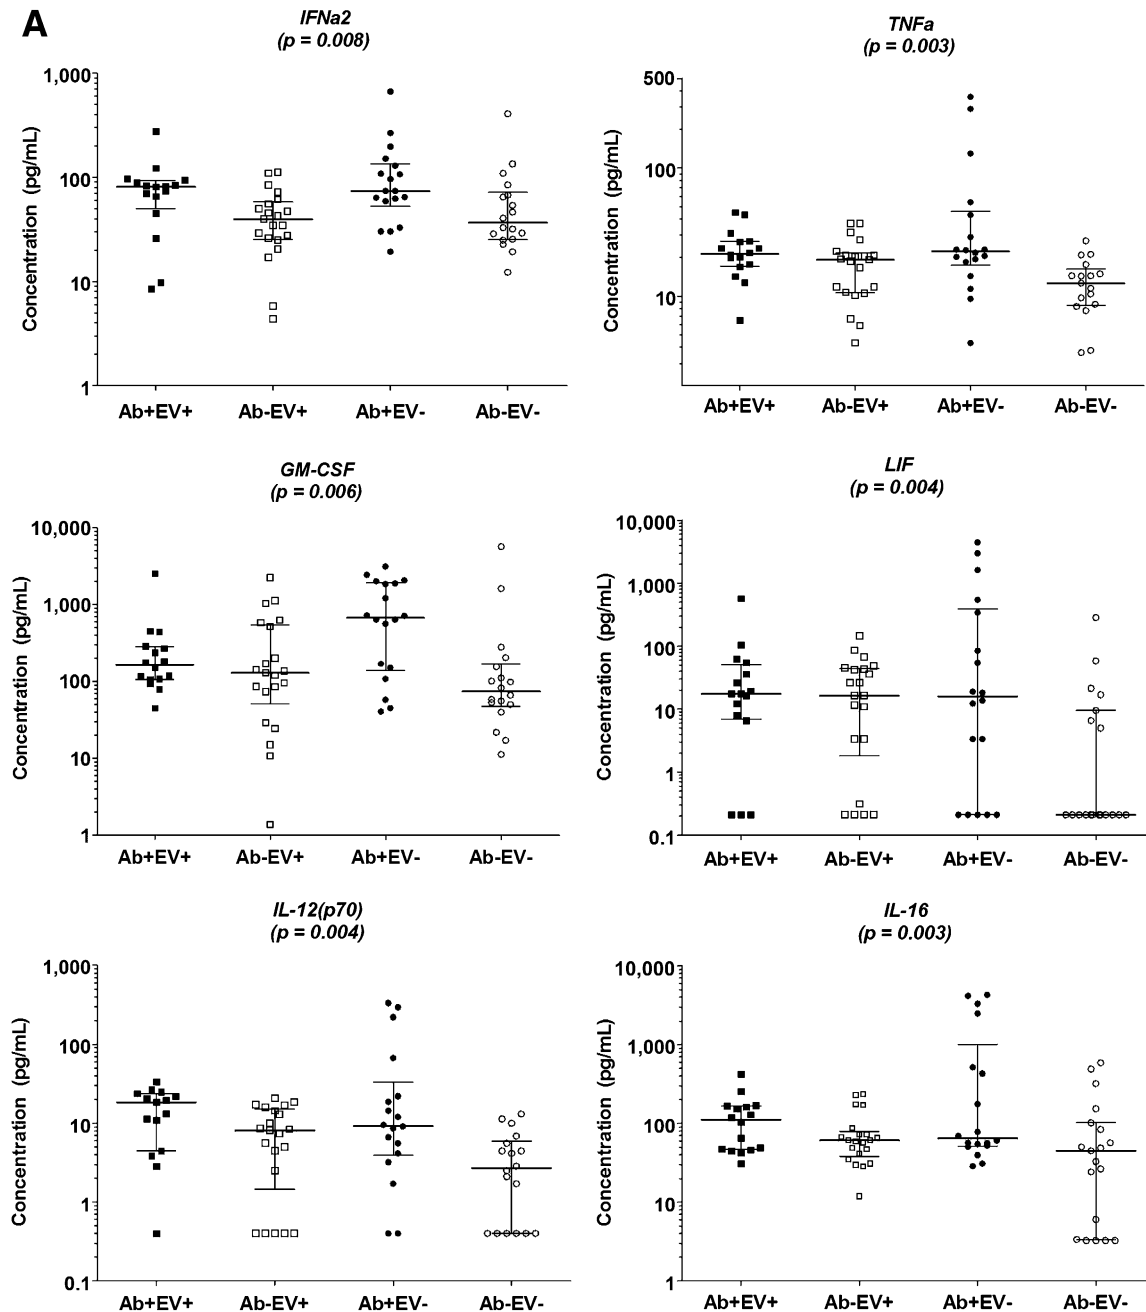 A
IFNa2
(p = 0.008)
Concentration (pg/mL)
1,000
100
10
1
Ab+EV+ Ab-EV+ Ab+EV- Ab-EV-
TNFa
(p = 0.003)
Concentration (pg/mL)
500
100
10
Ab+EV+ Ab-EV+ Ab+EV- Ab-EV-
GM-CSF
(p = 0.006)
Concentration (pg/mL)
10,000
1,000
100
10
1
Ab+EV+ Ab-EV+ Ab+EV- Ab-EV-
LIF
(p = 0.004)
Concentration (pg/mL)
10,000
1,000
100
10
1
0.1
Ab+EV+ Ab-EV+ Ab+EV- Ab-EV-
IL-12(p70)
(p = 0.004)
Concentration (pg/mL)
1,000
100
10
1
0.1
Ab+EV+ Ab-EV+ Ab+EV- Ab-EV-
IL-16
(p = 0.003)
Concentration (pg/mL)
10,000
1,000
100
10
1
Ab+EV+ Ab-EV+ Ab+EV- Ab-EV-